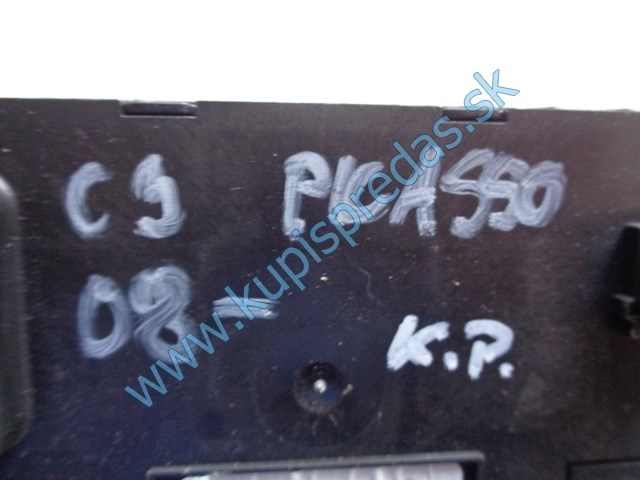 C3 PICASSO
08-
K.P.
www.kupispredas.sk